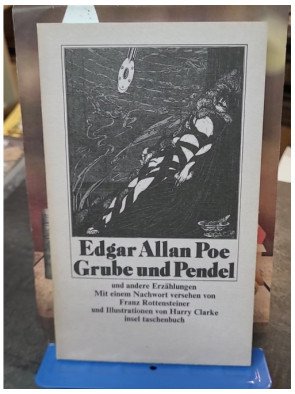 Edgar Allan Poe
Grube und Pendel
und andere Erzählungen
Mit einem Nachwort versehen von
Franz Rottensteiner
und Illustrationen von Harry Clarke
insel taschenbuch